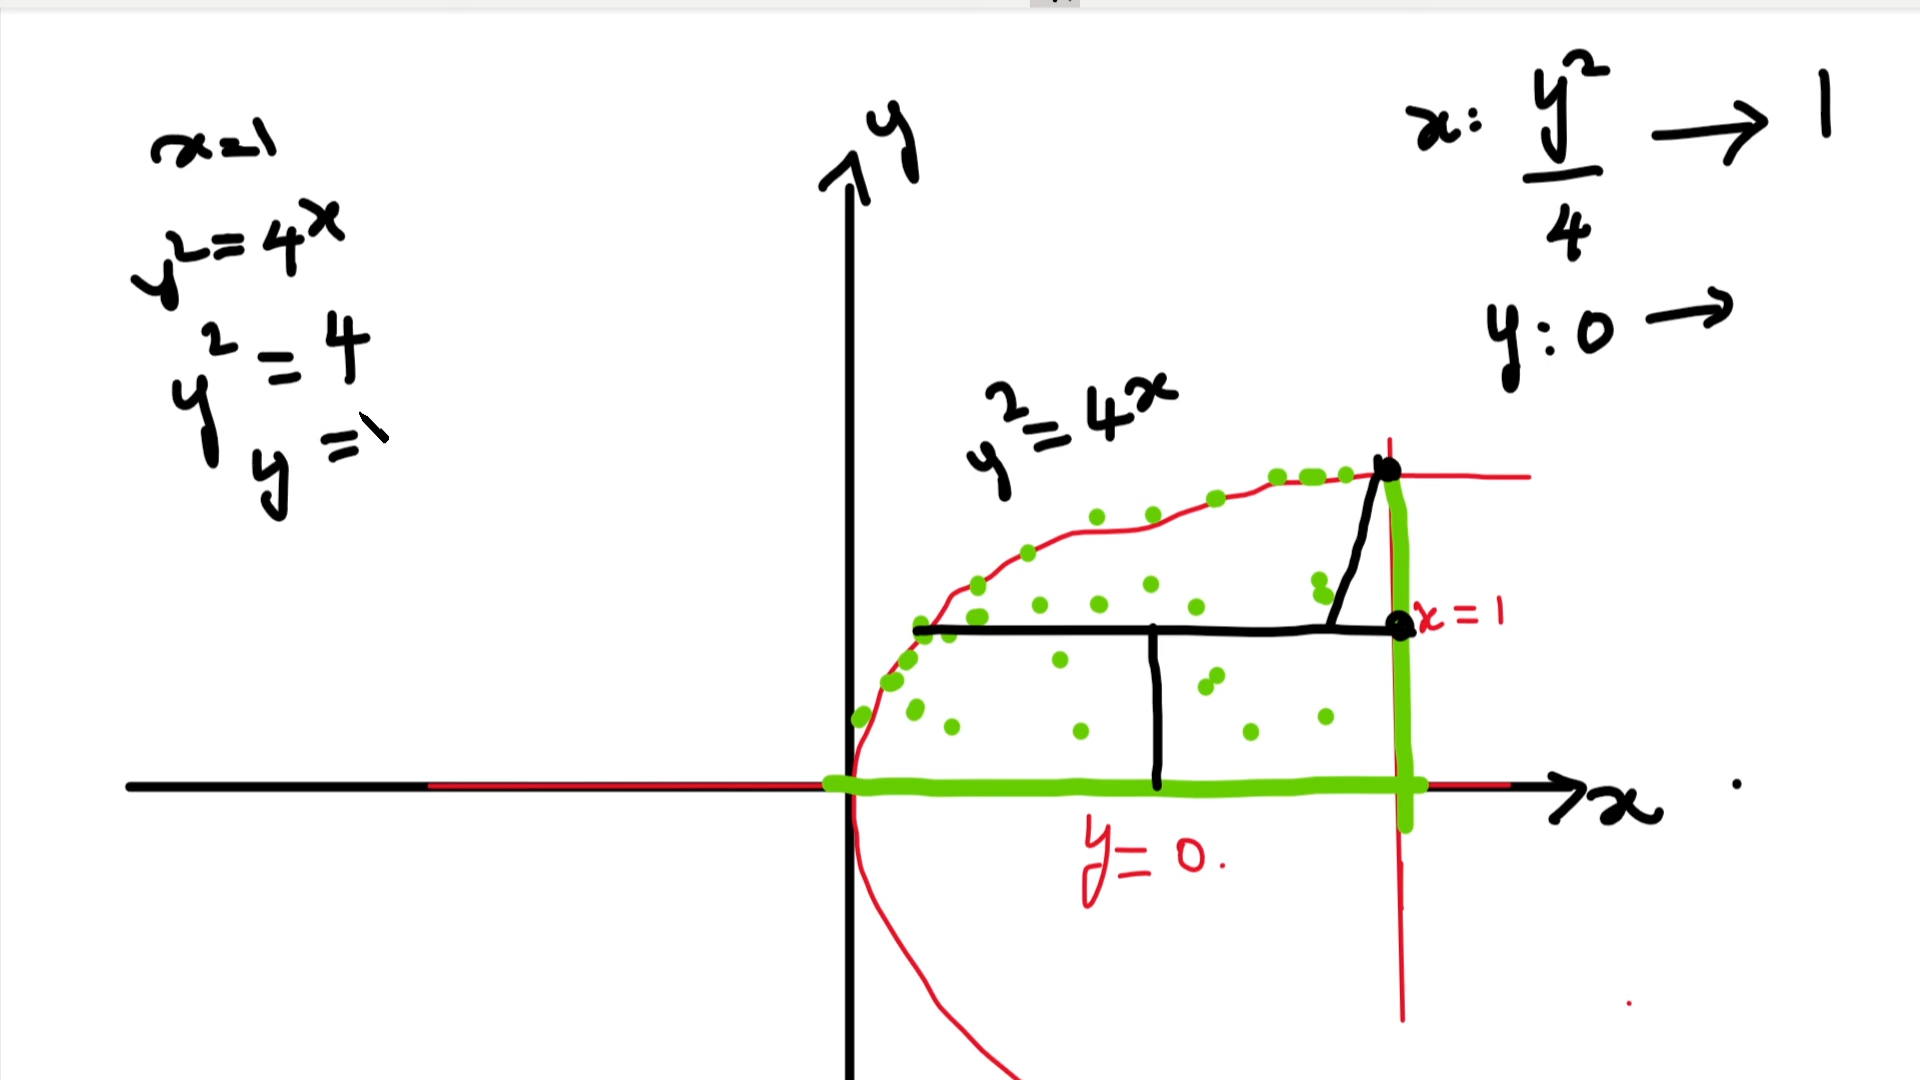 x=1
y² = 4x
y² = 4
y =
y
y² = 4x
x = 1
x
y = 0.
x: y²/4 → 1
y: 0 →